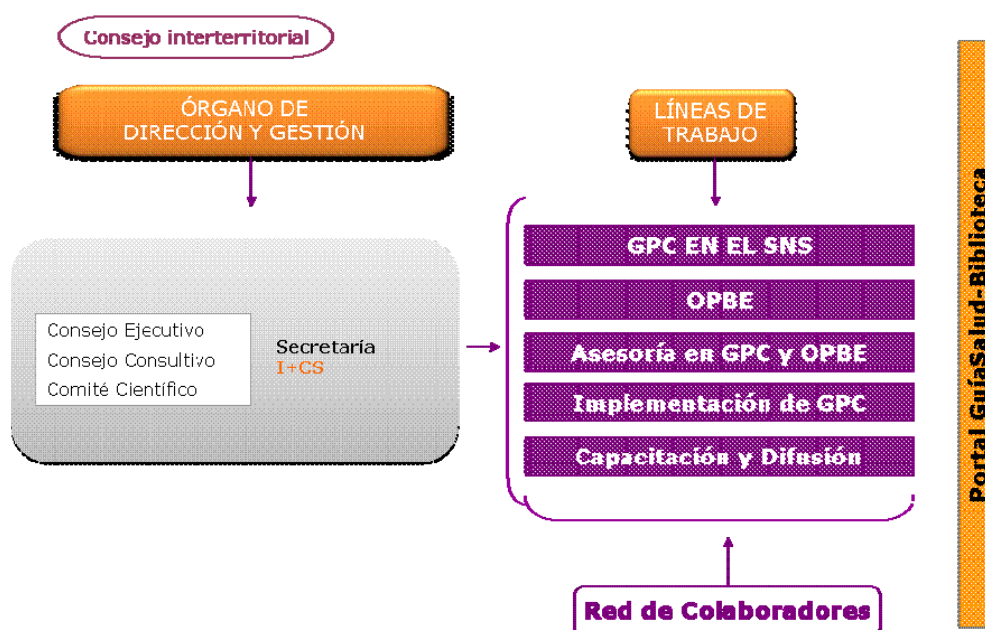 Consejo interterritorial
ÓRGANO DE
DIRECCIÓN Y GESTIÓN
LÍNEAS DE
TRABAJO
Consejo Ejecutivo
Consejo Consultivo
Comité Científico
Secretaría
I+CS
GPC EN EL SNS
OPBE
Asesoría en GPC y OPBE
Implementación de GPC
Capacitación y Difusión
Red de Colaboradores
Portal GuíaSalud-Biblioteca